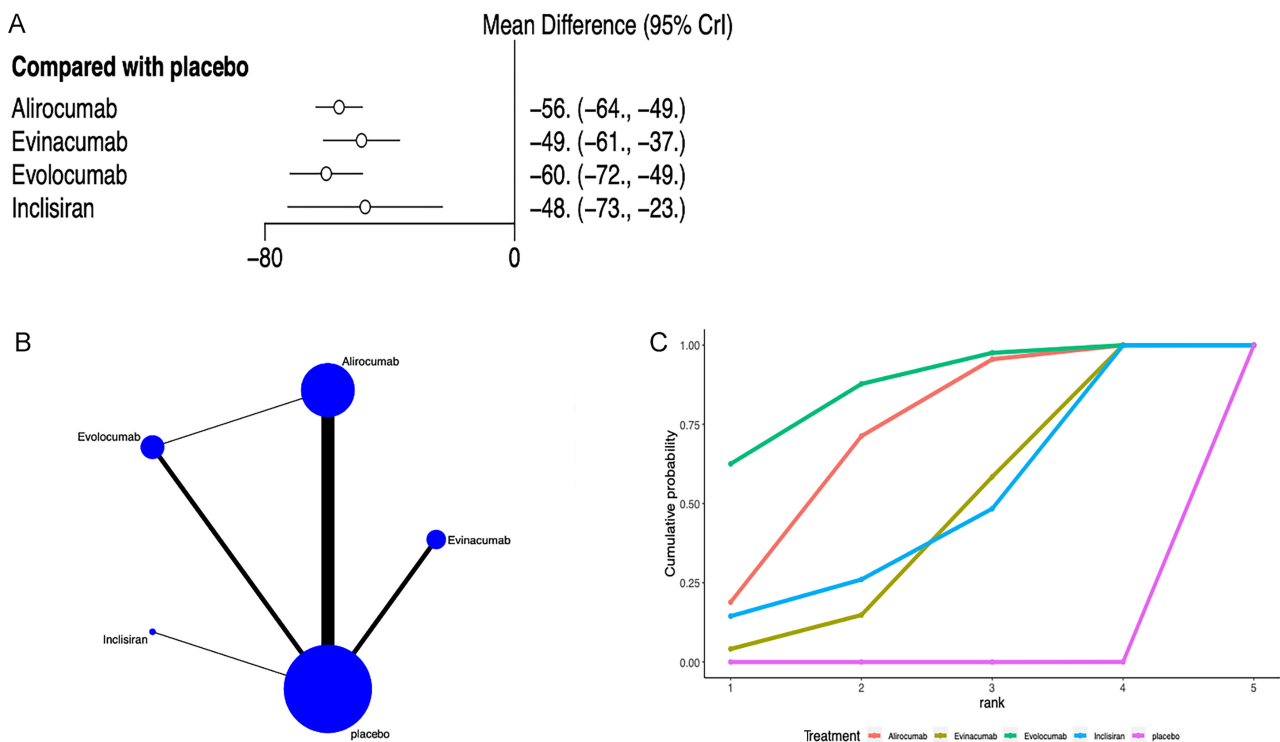 A
Mean Difference (95% CrI)
Compared with placebo
Alirocumab −56. (−64., −49.)
Evinacumab −49. (−61., −37.)
Evolocumab −60. (−72., −49.)
Inclisiran −48. (−73., −23.)
−80 0
B
Alirocumab
Evolocumab
Evinacumab
Inclisiran
placebo
C
Cumulative probability
1.00
0.75
0.50
0.25
0.00
1 2 3 4 5
rank
Treatment Alirocumab Evinacumab Evolocumab Inclisiran placebo